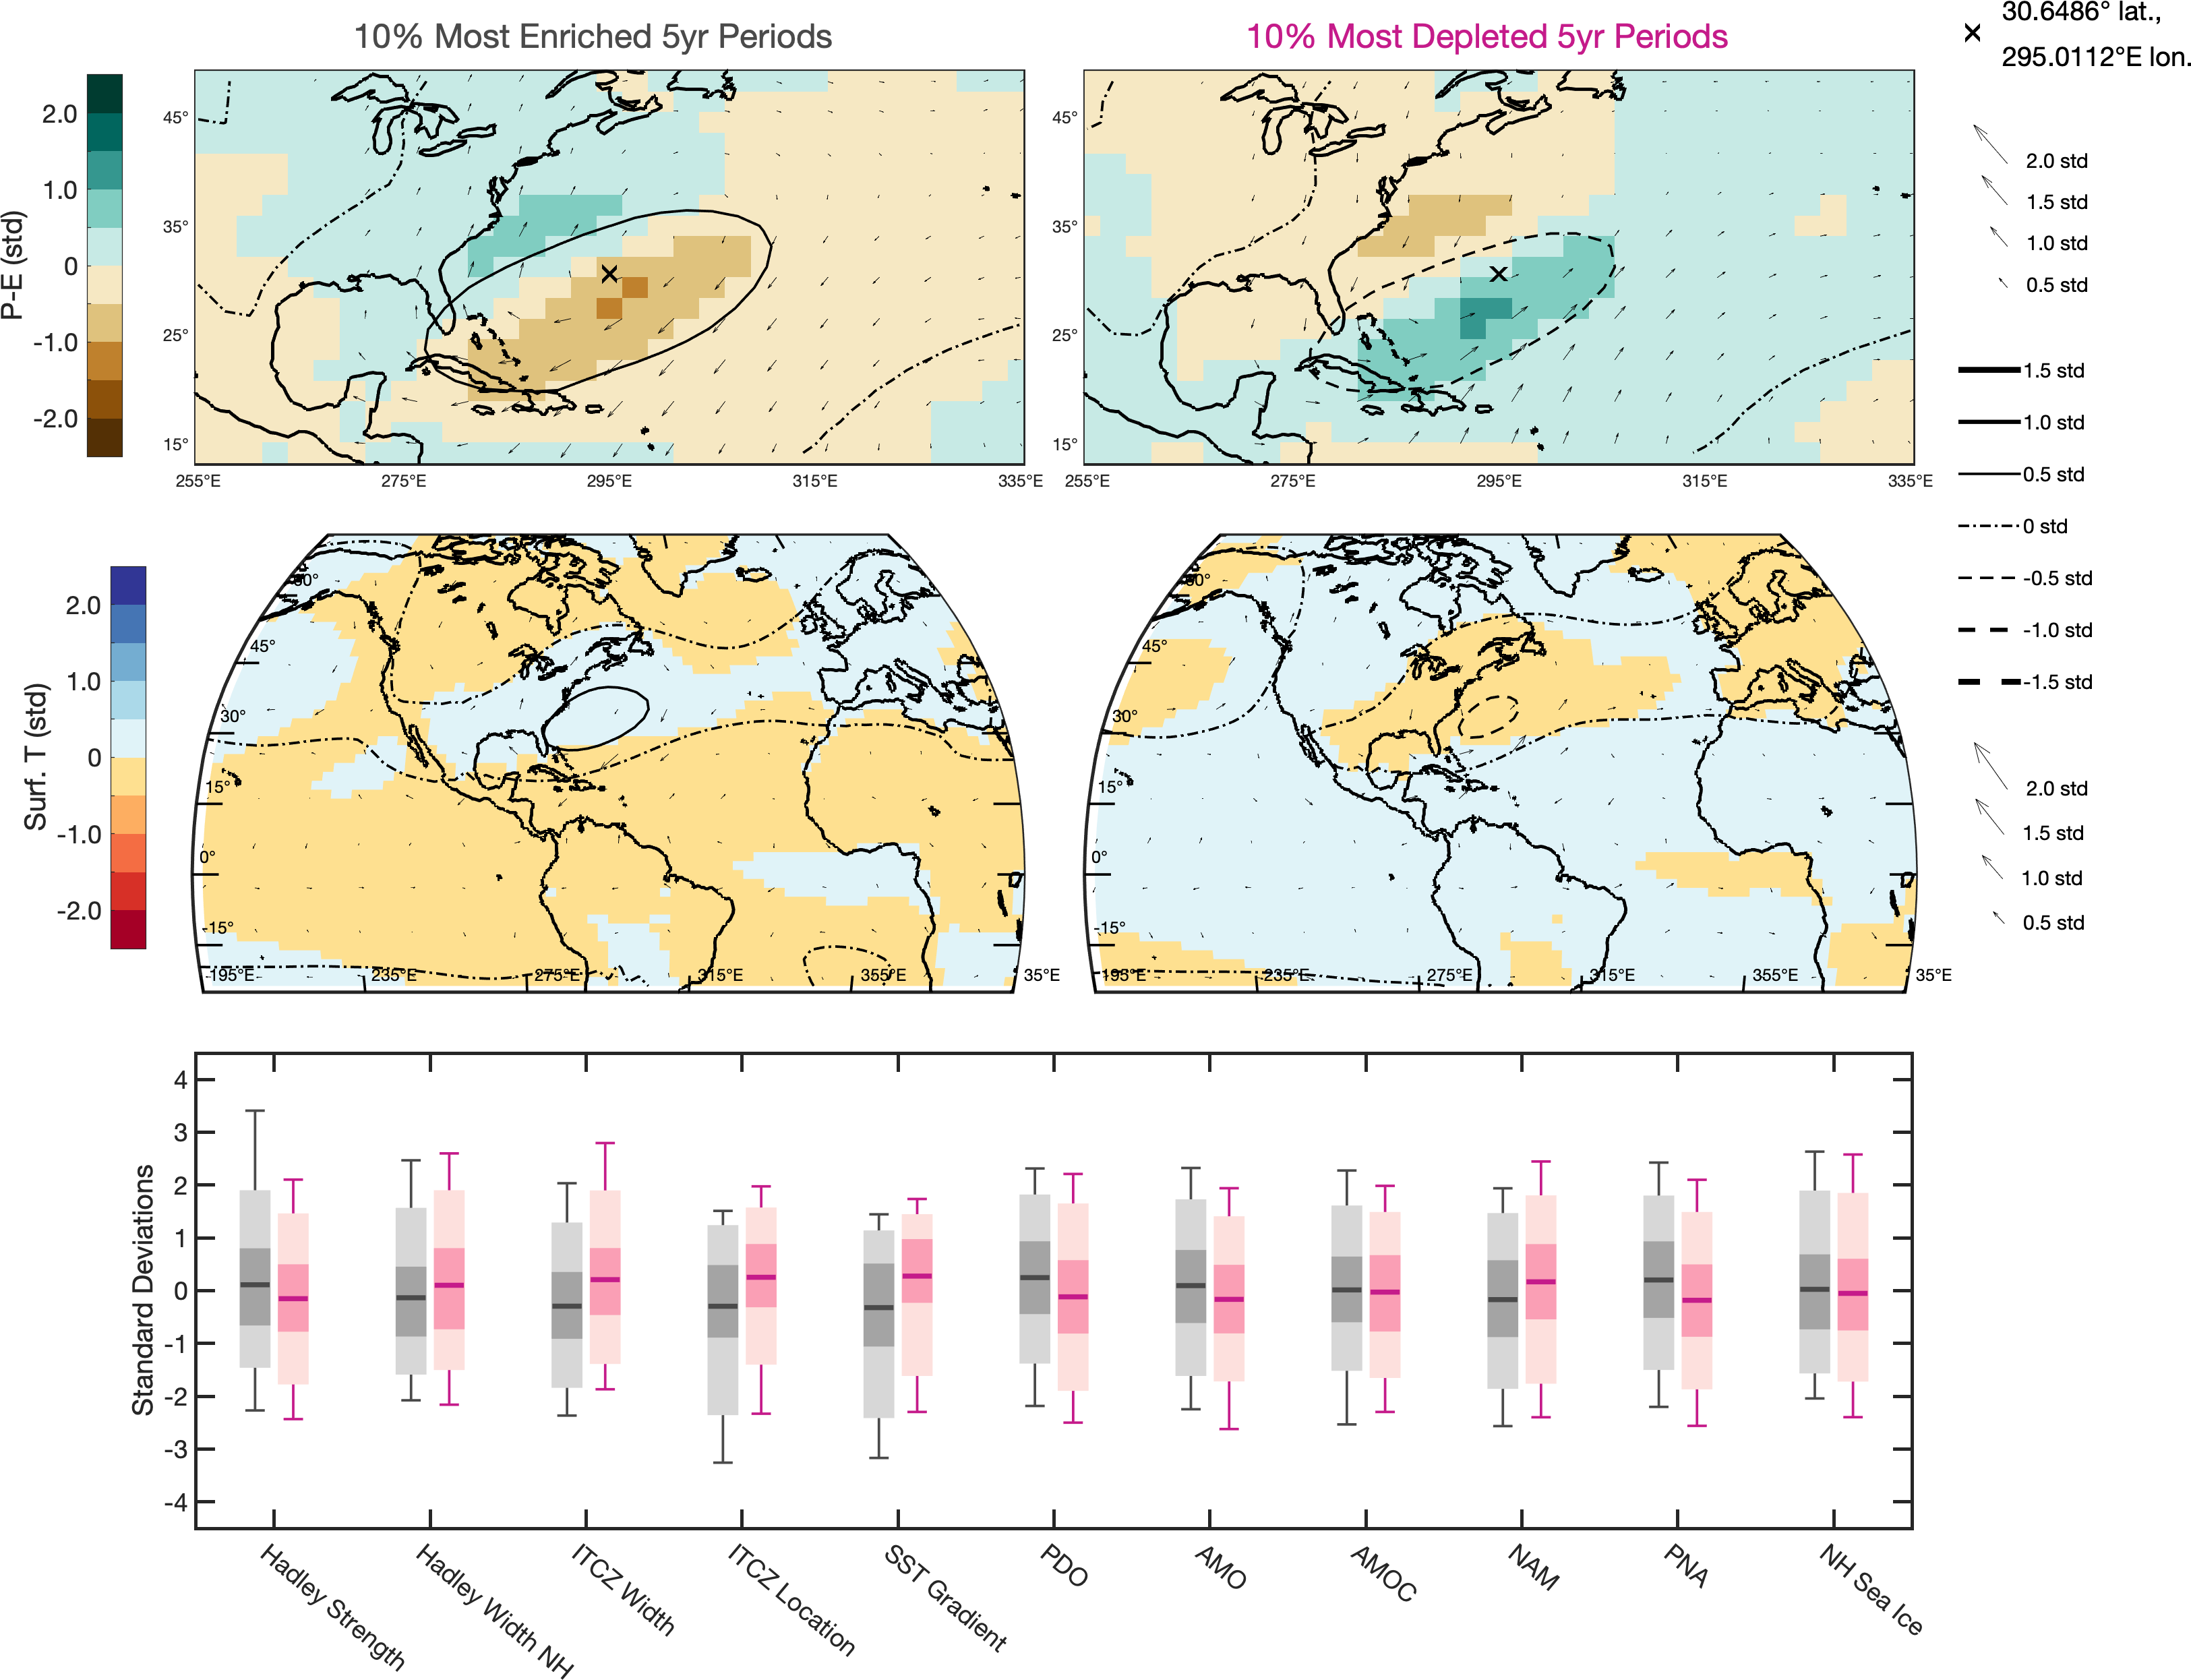 10% Most Enriched 5yr Periods
10% Most Depleted 5yr Periods
30.6486° lat.,
295.0112°E lon.
P-E (std)
2.0
1.0
0
-1.0
-2.0
45°
35°
25°
15°
255°E
275°E
295°E
315°E
335°E
45°
35°
25°
15°
255°E
275°E
295°E
315°E
335°E
2.0 std
1.5 std
1.0 std
0.5 std
1.5 std
1.0 std
0.5 std
0 std
-0.5 std
-1.0 std
-1.5 std
Surf. T (std)
2.0
1.0
0
-1.0
-2.0
45°
30°
15°
0°
-15°
195°E
235°E
275°E
315°E
355°E
35°E
45°
30°
15°
0°
-15°
195°E
235°E
275°E
315°E
355°E
35°E
2.0 std
1.5 std
1.0 std
0.5 std
Standard Deviations
4
3
2
1
0
-1
-2
-3
-4
Hadley Strength
Hadley Width NH
ITCZ Width
ITCZ Location
SST Gradient
PDO
AMO
AMOC
NAM
PNA
NH Sea Ice